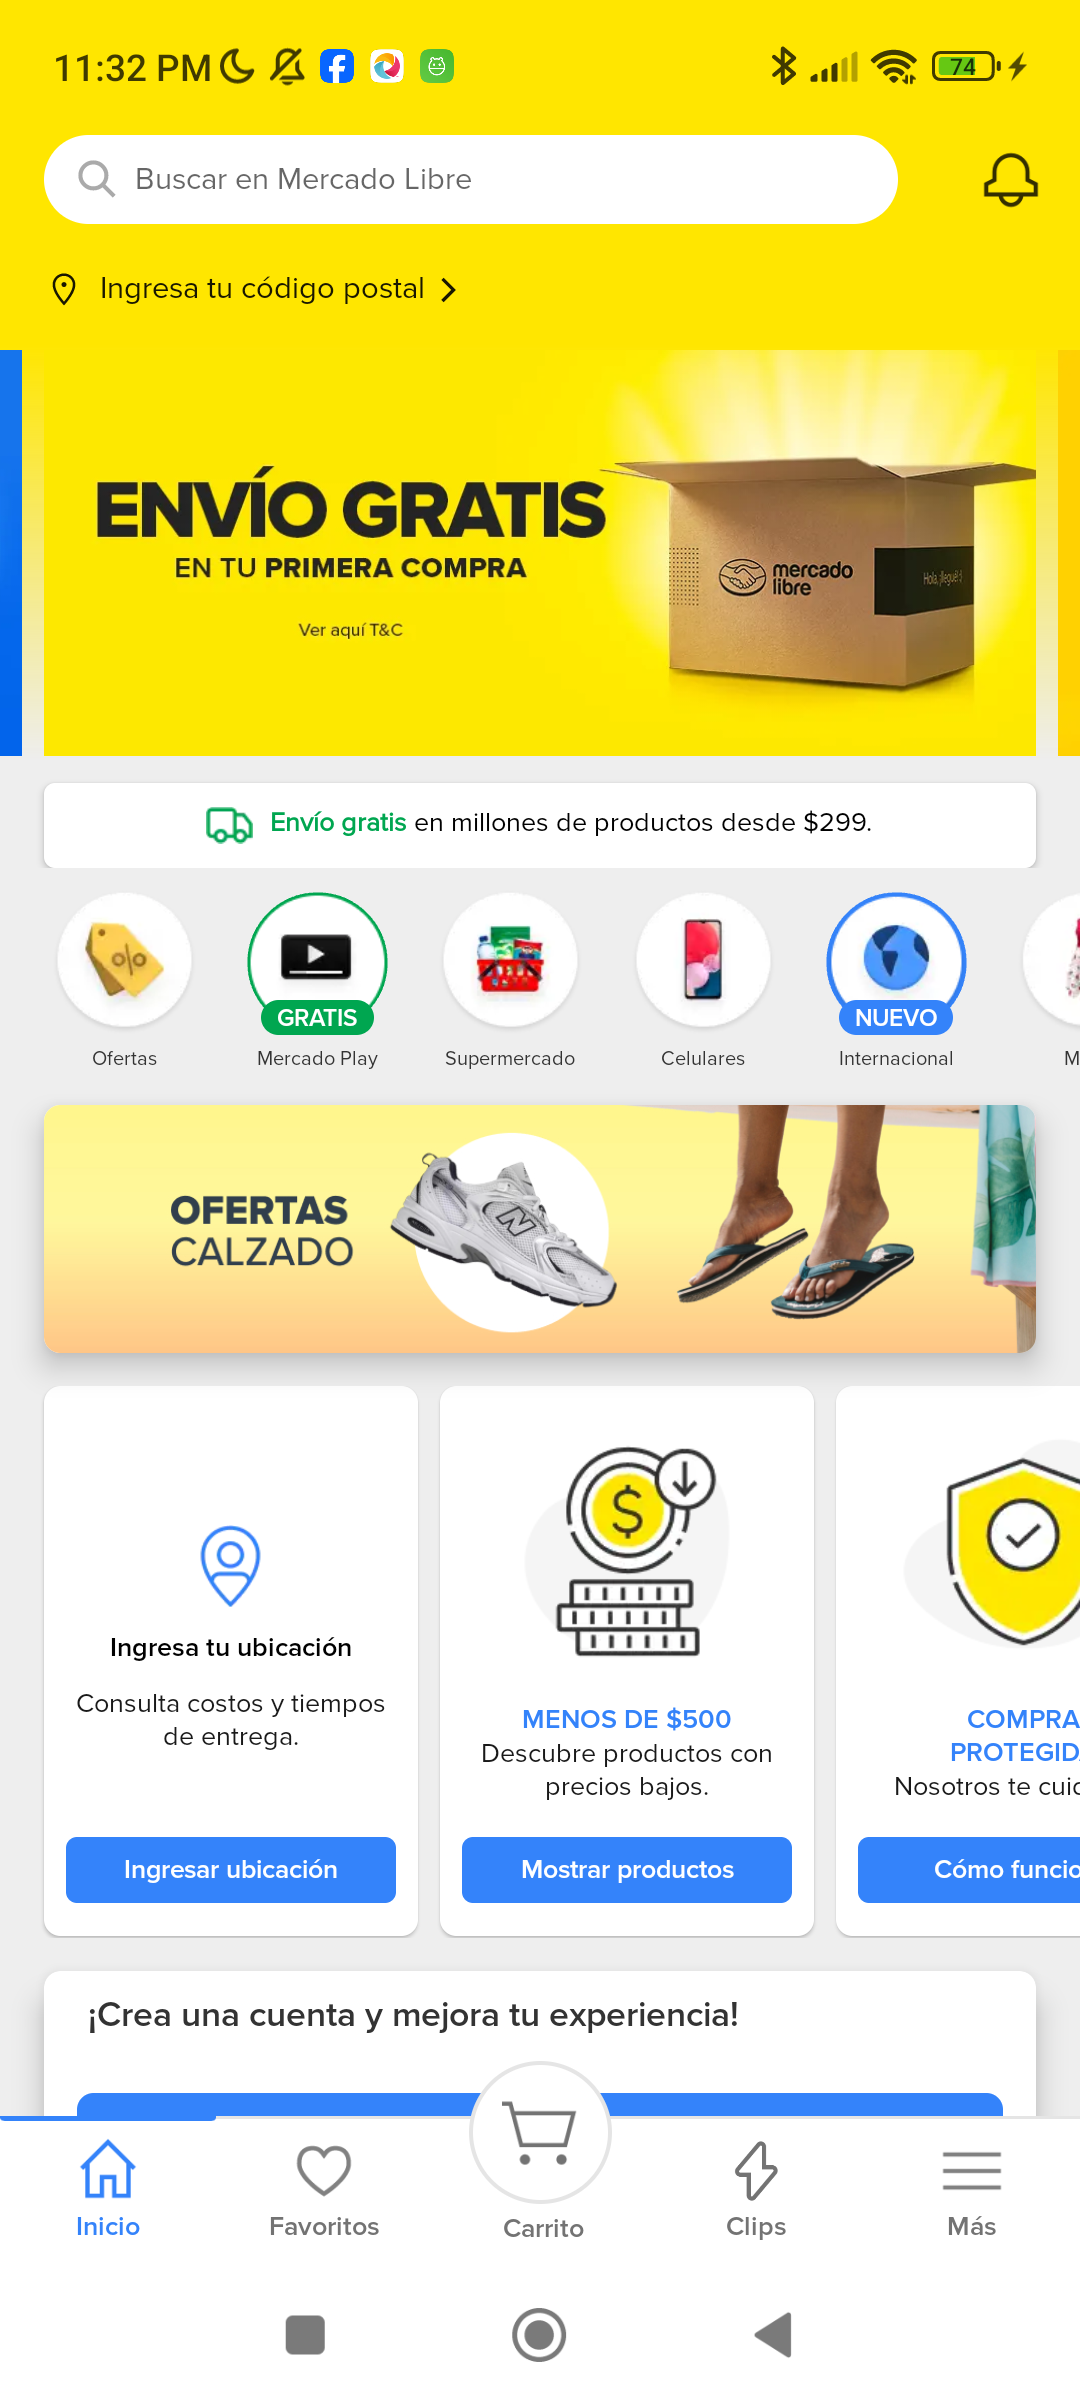 11:32 PM
74
Buscar en Mercado Libre
Ingresa tu código postal
ENVÍO GRATIS
EN TU PRIMERA COMPRA
Ver aquí T&C
mercado
libre
Hola, ¡llegué! :)
Envío gratis en millones de productos desde $299.
GRATIS
NUEVO
Ofertas
Mercado Play
Supermercado
Celulares
Internacional
M
OFERTAS
CALZADO
N
Ingresa tu ubicación
Consulta costos y tiempos
de entrega.
Ingresar ubicación
MENOS DE $500
Descubre productos con
precios bajos.
Mostrar productos
COMPRA
PROTEGID
Nosotros te cuid
Cómo funcio
¡Crea una cuenta y mejora tu experiencia!
Inicio
Favoritos
Carrito
Clips
Más